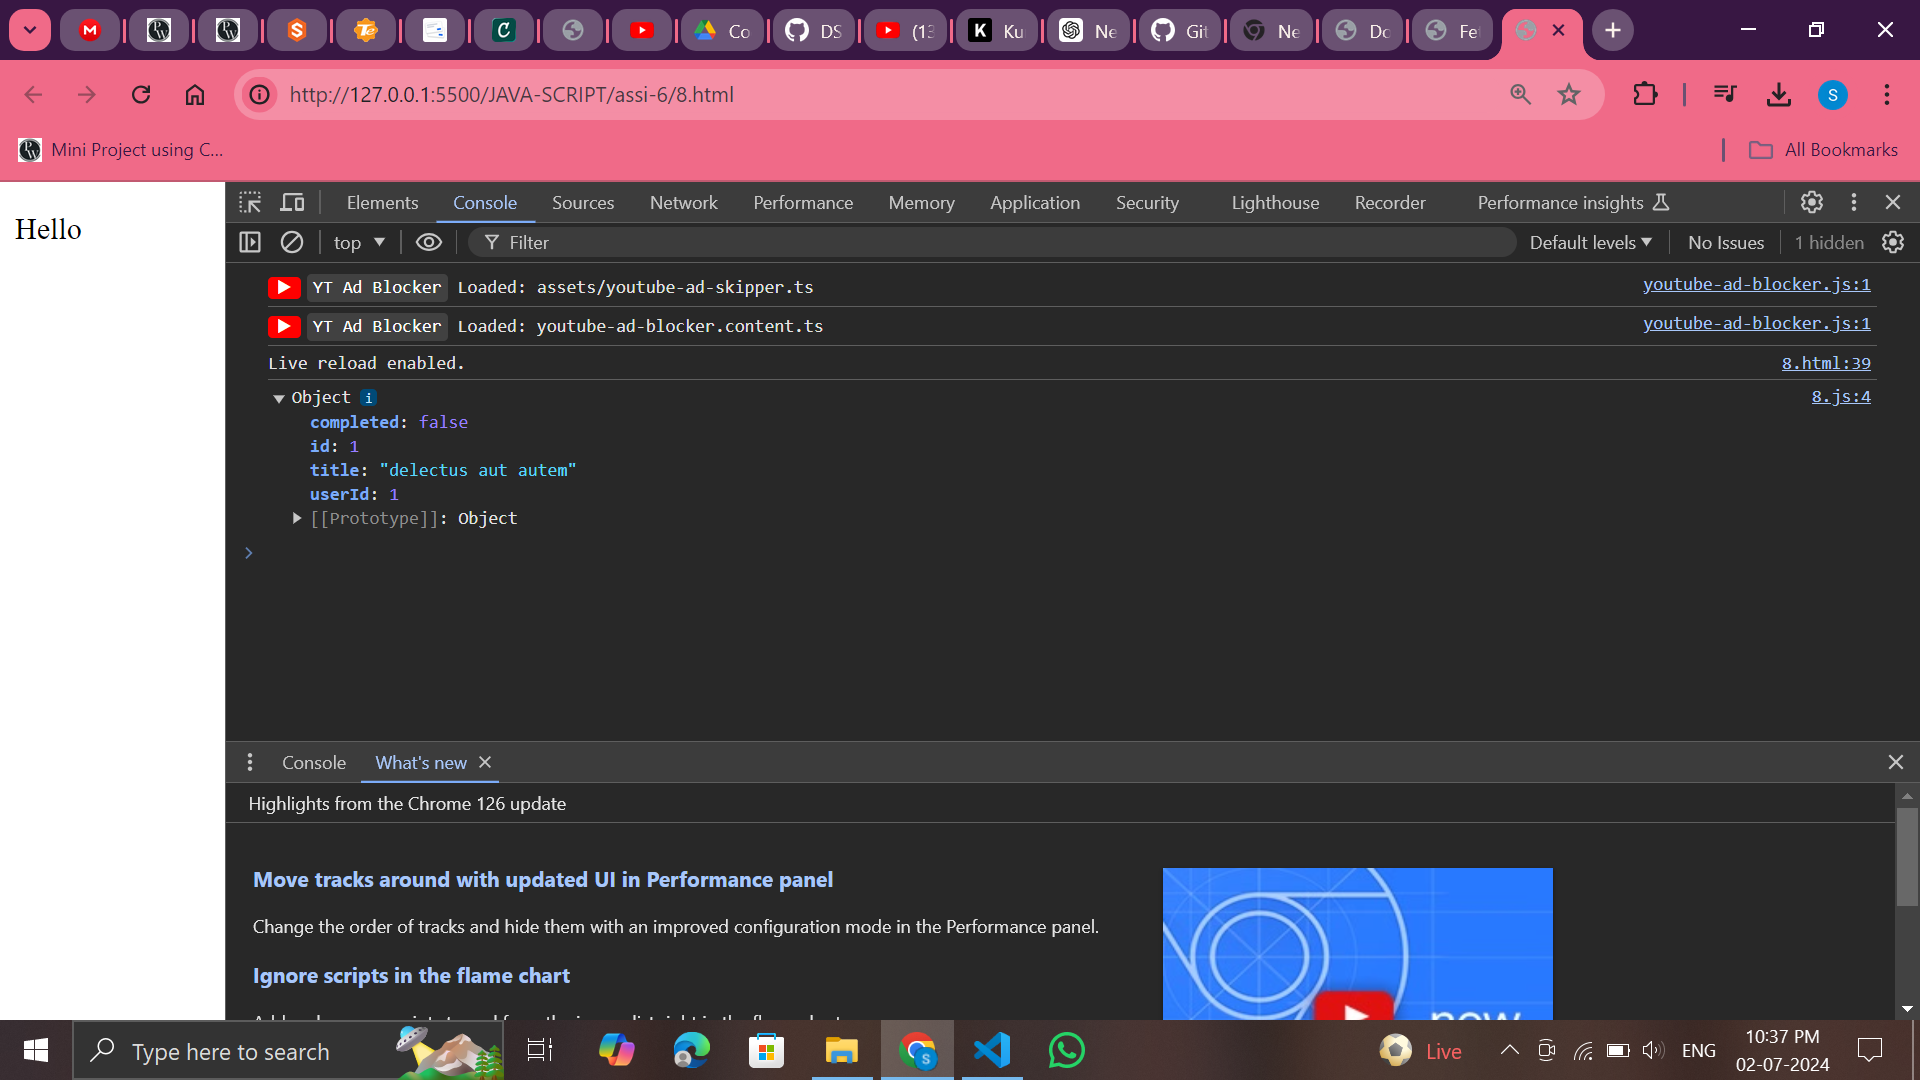 Co
DS
(13
Ku
Ne
Git
Ne
Do
Fe
http://127.0.0.1:5500/JAVA-SCRIPT/assi-6/8.html
S
Mini Project using C...
All Bookmarks
Hello
Elements Console Sources Network Performance Memory Application Security Lighthouse Recorder Performance insights
top Filter Default levels No Issues 1 hidden
YT Ad Blocker Loaded: assets/youtube-ad-skipper.ts youtube-ad-blocker.js:1
YT Ad Blocker Loaded: youtube-ad-blocker.content.ts youtube-ad-blocker.js:1
Live reload enabled. 8.html:39
Object i 8.js:4
completed: false
id: 1
title: "delectus aut autem"
userId: 1
[[Prototype]]: Object
Console What's new
Highlights from the Chrome 126 update
Move tracks around with updated UI in Performance panel
Change the order of tracks and hide them with an improved configuration mode in the Performance panel.
Ignore scripts in the flame chart
new
Type here to search
Live
ENG
10:37 PM
02-07-2024